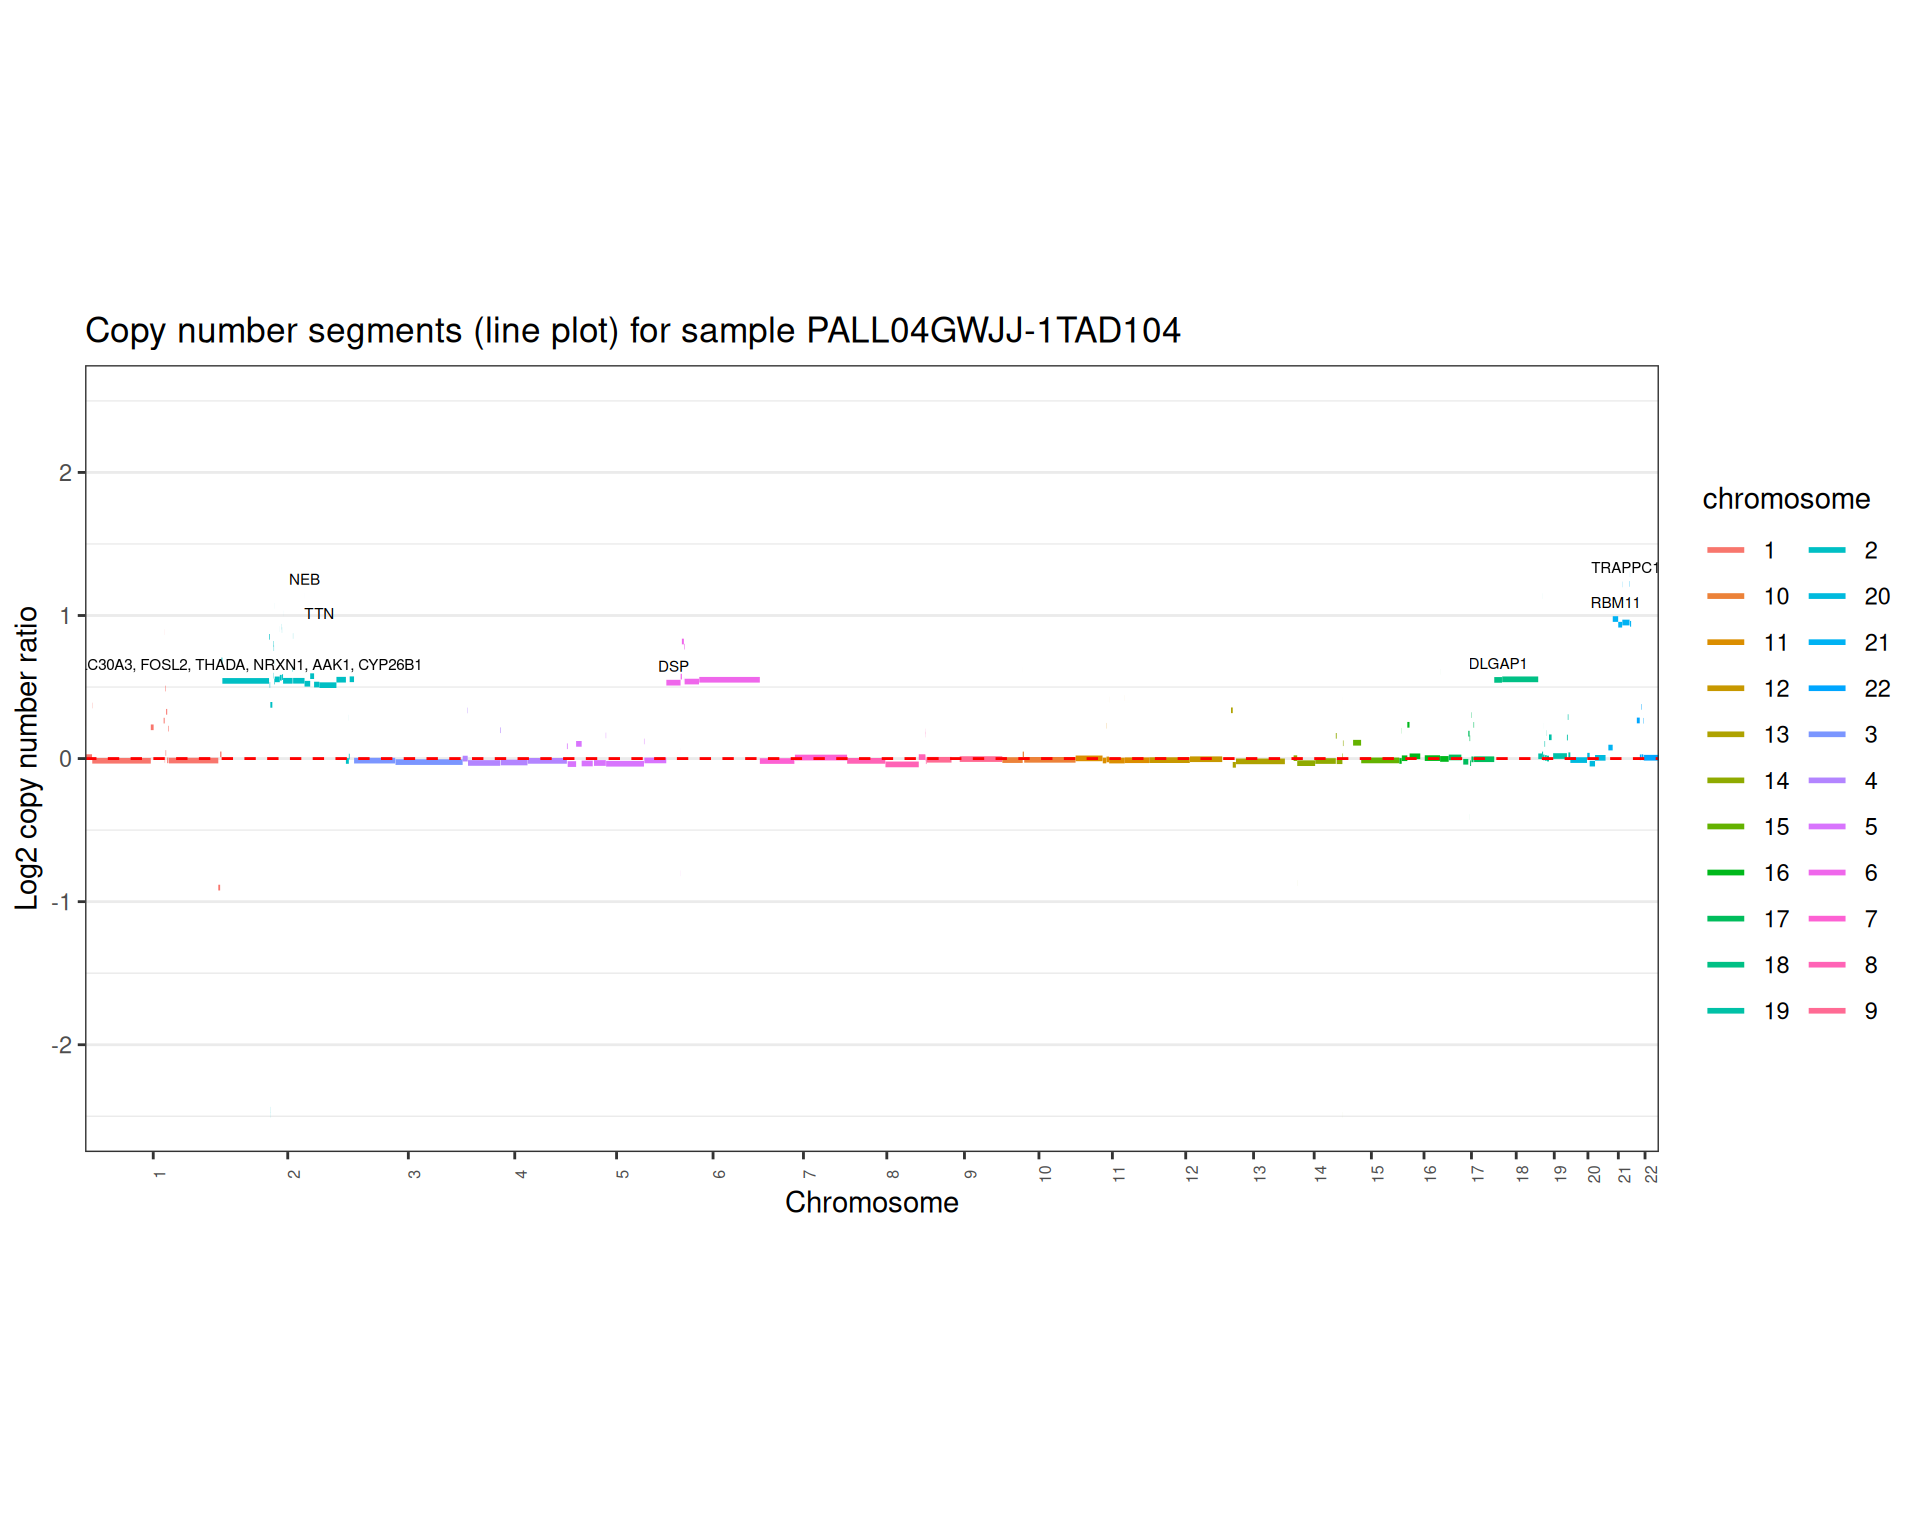 Copy number segments (line plot) for sample PALL04GWJJ-1TAD104
Log2 copy number ratio
2
1
0
-1
-2
NEB
TTN
.C30A3, FOSL2, THADA, NRXN1, AAK1, CYP26B1
DSP
DLGAP1
TRAPPC1
RBM11
1 2 3 4 5 6 7 8 9 10 11 12 13 14 15 16 17 18 19 20 21 22
Chromosome
chromosome
1 2
10 20
11 21
12 22
13 3
14 4
15 5
16 6
17 7
18 8
19 9